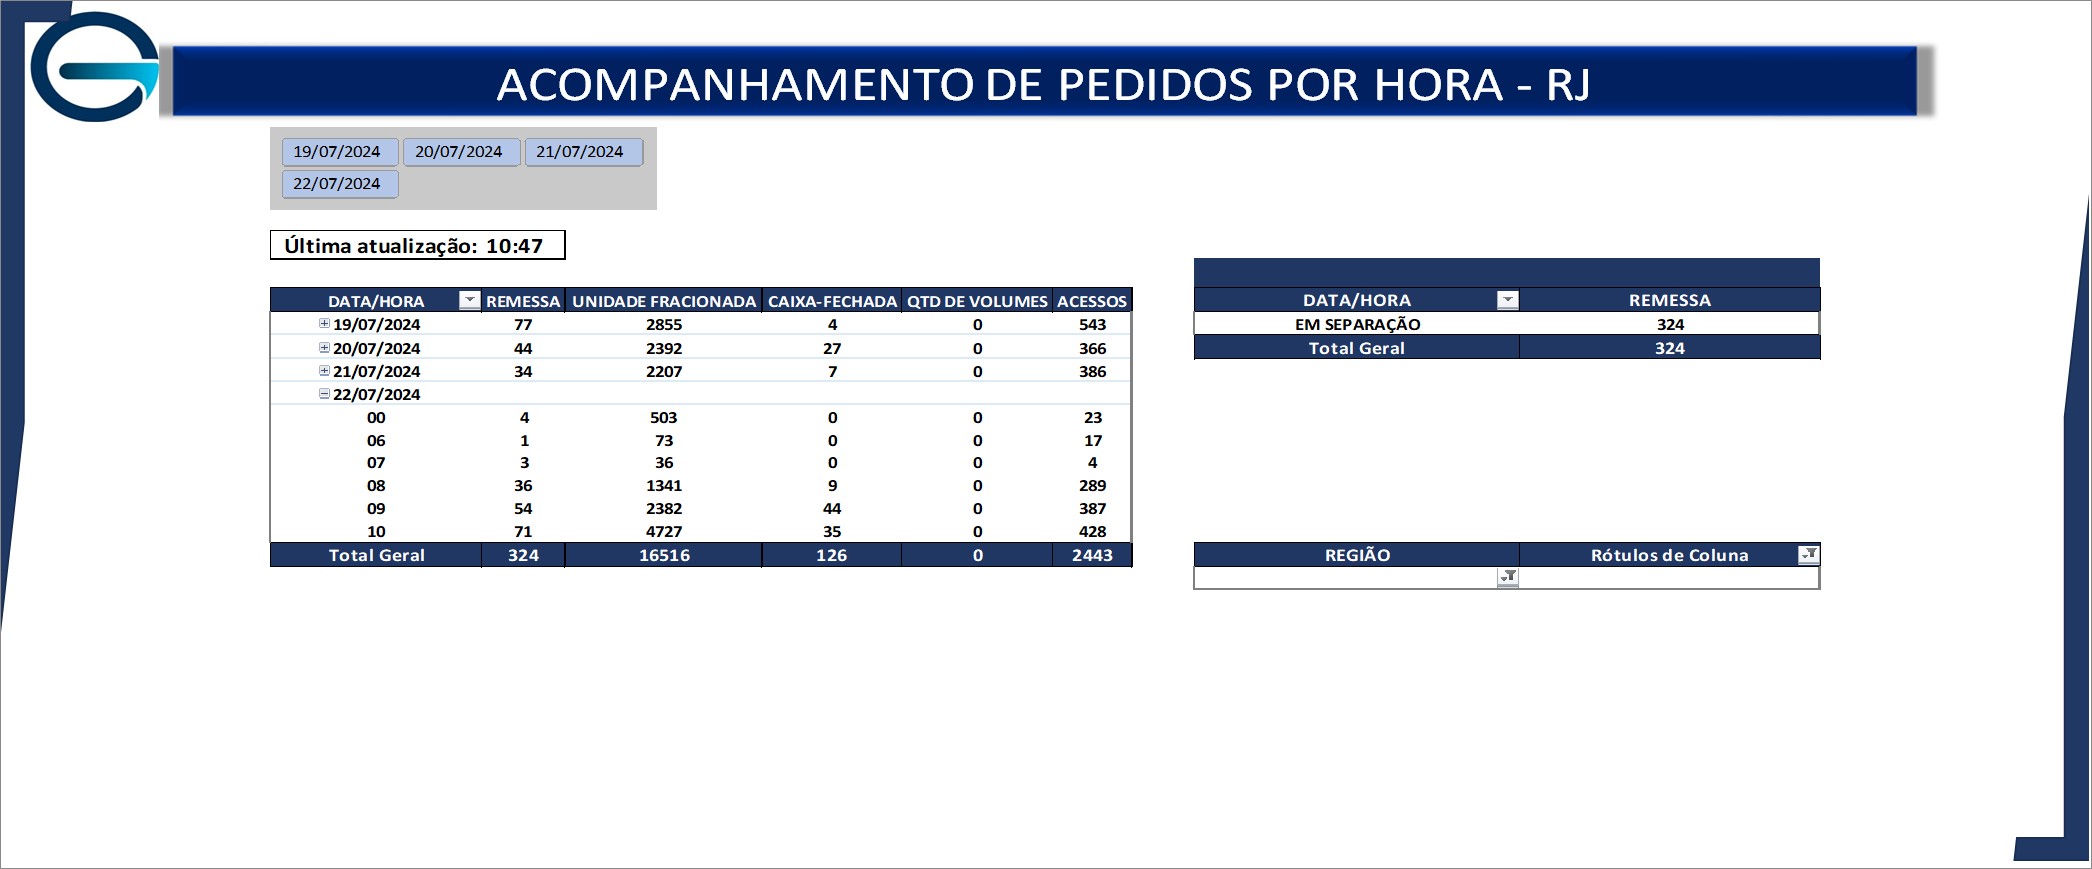 ACOMPANHAMENTO DE PEDIDOS POR HORA - RJ
19/07/2024 20/07/2024 21/07/2024
22/07/2024
Última atualização: 10:47
DATA/HORA REMESSA UNIDADE FRACIONADA CAIXA-FECHADA QTD DE VOLUMES ACESSOS
19/07/2024 77 2855 4 0 543
20/07/2024 44 2392 27 0 366
21/07/2024 34 2207 7 0 386
22/07/2024
00 4 503 0 0 23
06 1 73 0 0 17
07 3 36 0 0 4
08 36 1341 9 0 289
09 54 2382 44 0 387
10 71 4727 35 0 428
Total Geral 324 16516 126 0 2443
DATA/HORA REMESSA
EM SEPARAÇÃO 324
Total Geral 324
REGIÃO Rótulos de Coluna